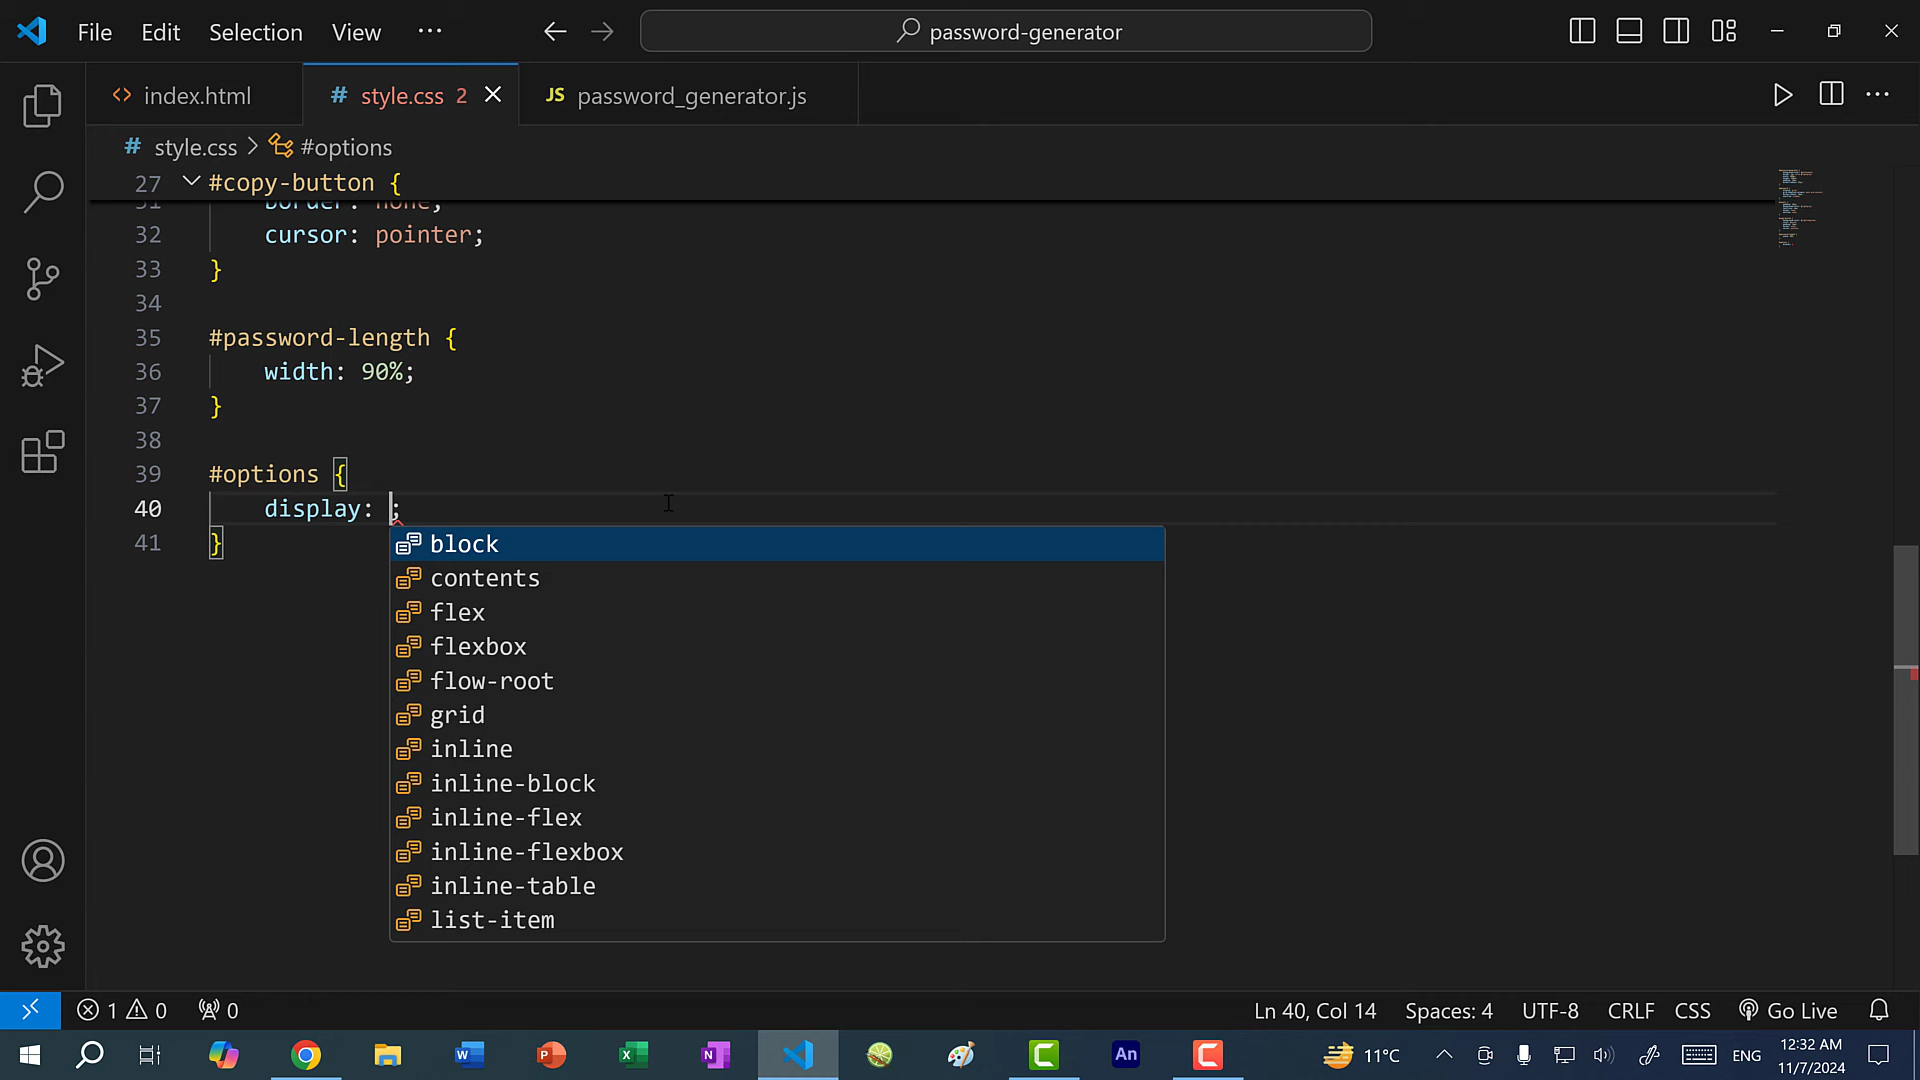 File Edit Selection View ... password-generator
index.html # style.css 2 JS password_generator.js
# style.css > #options
27 #copy-button {
31 border: none;
32 cursor: pointer;
33 }
34
35 #password-length {
36 width: 90%;
37 }
38
39 #options {
40 display: ;
41 }
block
contents
flex
flexbox
flow-root
grid
inline
inline-block
inline-flex
inline-flexbox
inline-table
list-item
1 0 0 Ln 40, Col 14 Spaces: 4 UTF-8 CRLF CSS Go Live
11°C ENG 12:32 AM
11/7/2024